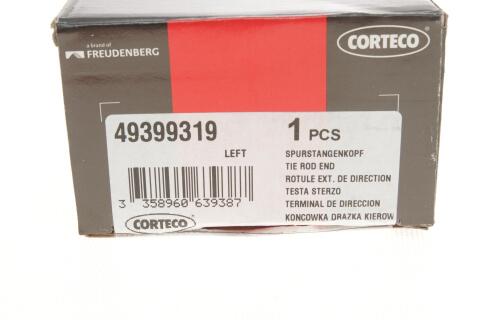 a brand of
FREUDENBERG
CORTECO
49399319
LEFT
1 PCS
SPURSTANGENKOPF
TIE ROD END
ROTULE EXT. DE DIRECTION
TESTA STERZO
TERMINAL DE DIRECCION
KONCOWKA DRAZKA KIEROW
3 358960 639387
CORTECO